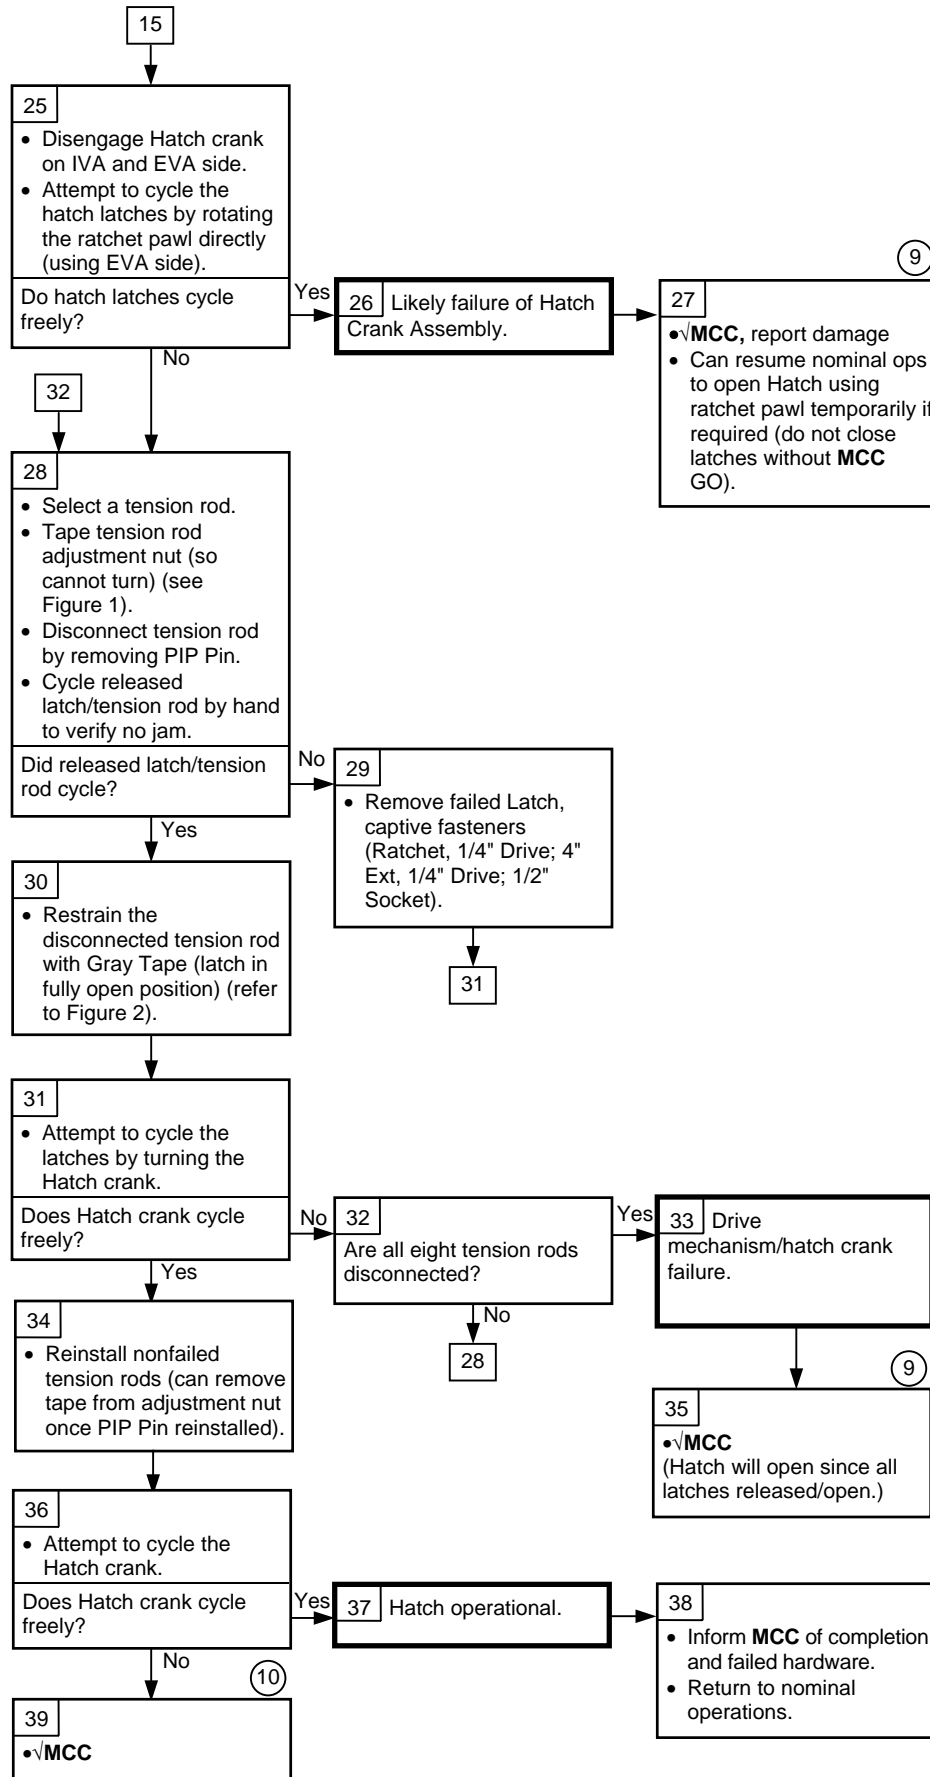 15
25
• Disengage Hatch crank
on IVA and EVA side.
• Attempt to cycle the
hatch latches by rotating
the ratchet pawl directly
(using EVA side).
Do hatch latches cycle
freely?
Yes
No
26 Likely failure of Hatch
Crank Assembly.
9
27
•√MCC, report damage
• Can resume nominal ops
to open Hatch using
ratchet pawl temporarily if
required (do not close
latches without MCC
GO).
32
28
• Select a tension rod.
• Tape tension rod
adjustment nut (so
cannot turn) (see
Figure 1).
• Disconnect tension rod
by removing PIP Pin.
• Cycle released
latch/tension rod by hand
to verify no jam.
Did released latch/tension
rod cycle?
No
Yes
29
• Remove failed Latch,
captive fasteners
(Ratchet, 1/4" Drive; 4"
Ext, 1/4" Drive; 1/2"
Socket).
31
30
• Restrain the
disconnected tension rod
with Gray Tape (latch in
fully open position) (refer
to Figure 2).
31
• Attempt to cycle the
latches by turning the
Hatch crank.
Does Hatch crank cycle
freely?
No
Yes
32
Are all eight tension rods
disconnected?
Yes
No
28
33 Drive
mechanism/hatch crank
failure.
9
35
•√MCC
(Hatch will open since all
latches released/open.)
34
• Reinstall nonfailed
tension rods (can remove
tape from adjustment nut
once PIP Pin reinstalled).
36
• Attempt to cycle the
Hatch crank.
Does Hatch crank cycle
freely?
Yes
No
37 Hatch operational.
38
• Inform MCC of completion
and failed hardware.
• Return to nominal
operations.
10
39
•√MCC